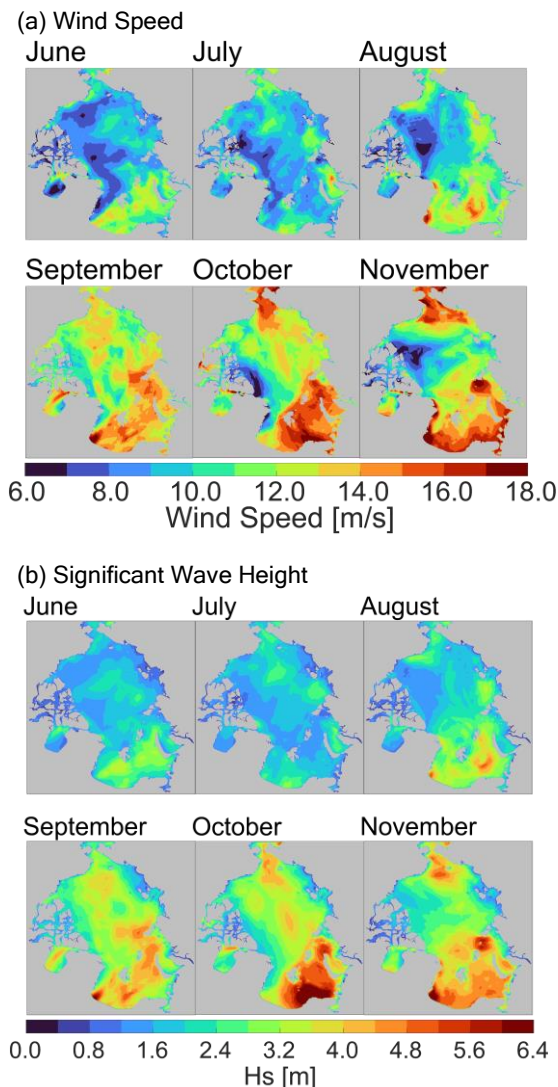 (a) Wind Speed
June July August
September October November
6.0 8.0 10.0 12.0 14.0 16.0 18.0
Wind Speed [m/s]
(b) Significant Wave Height
June July August
September October November
0.0 0.8 1.6 2.4 3.2 4.0 4.8 5.6 6.4
Hs [m]